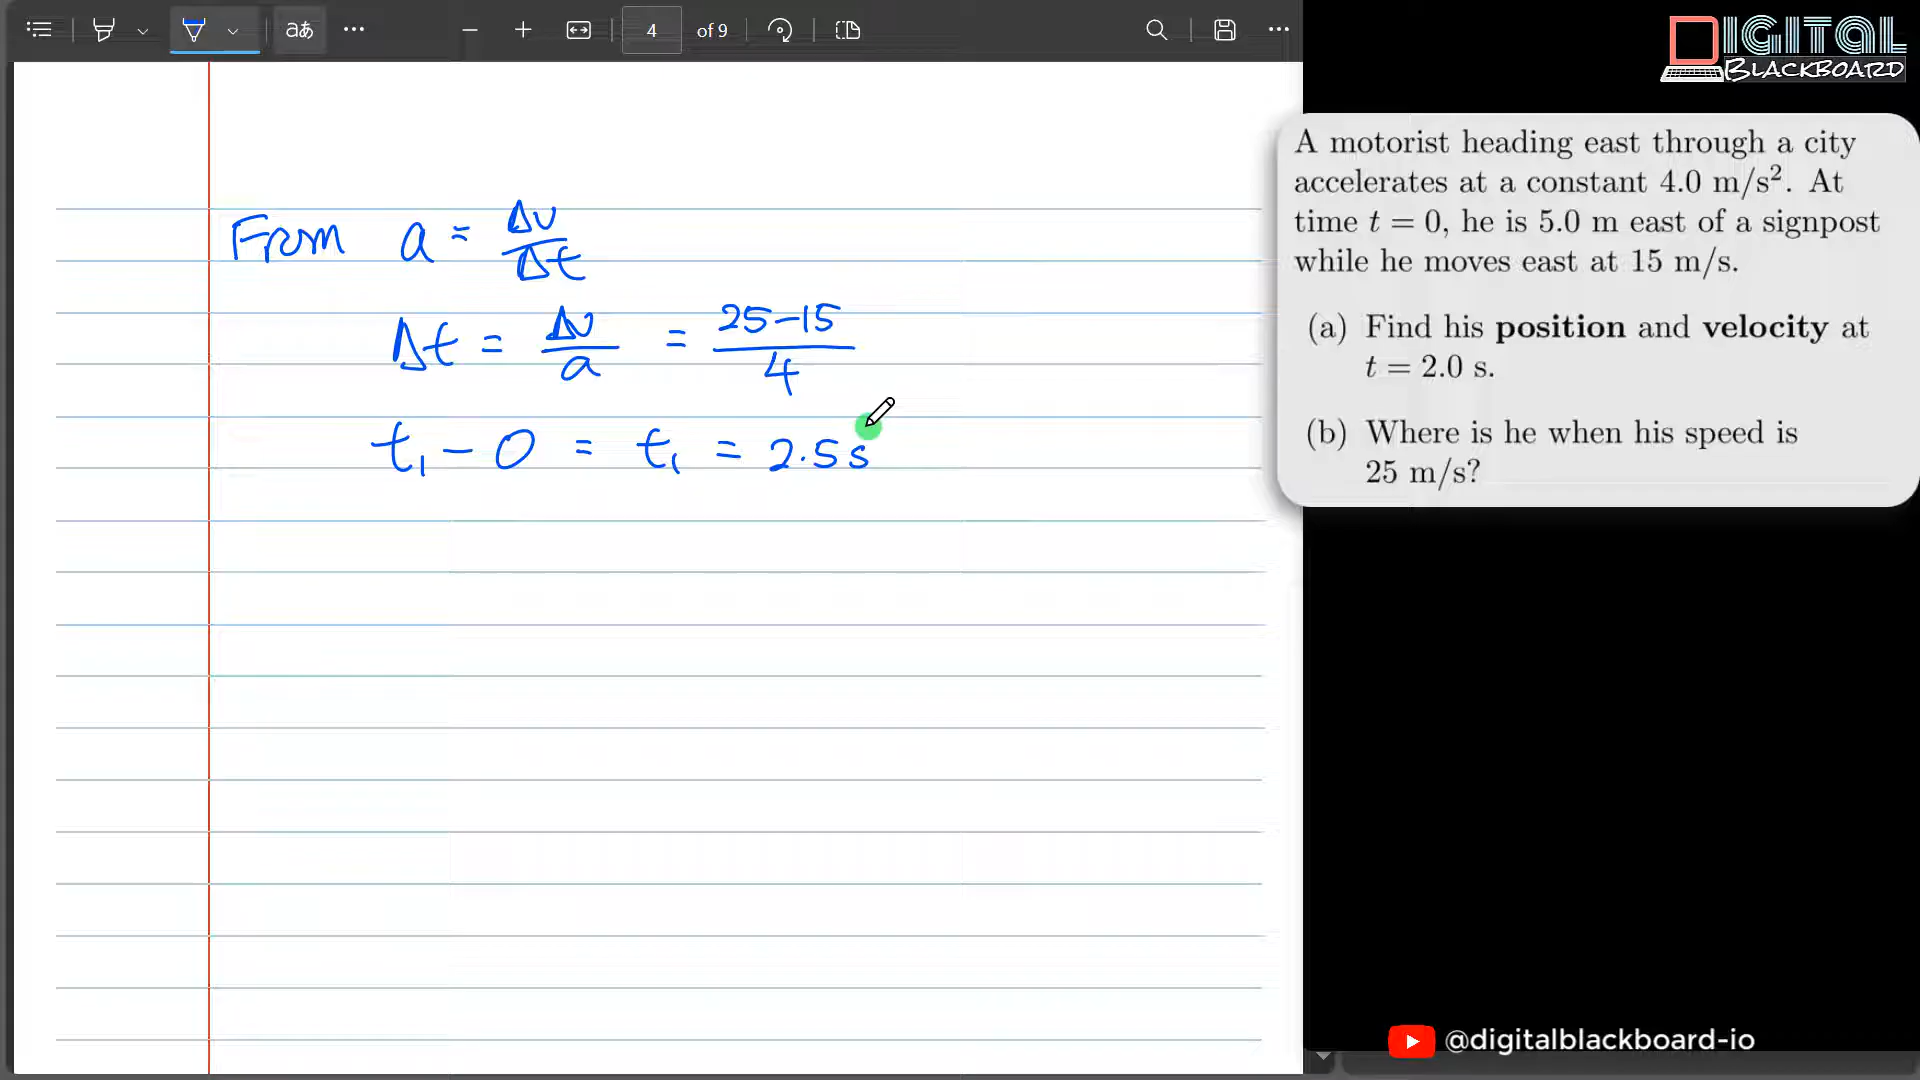 aあ
4 of 9
DIGITAL
BLACKBOARD
From a = Δv/Δt
Δt = Δv/a = 25-15/4
t₁ - 0 = t₁ = 2.5s
A motorist heading east through a city
accelerates at a constant 4.0 m/s². At
time t = 0, he is 5.0 m east of a signpost
while he moves east at 15 m/s.
(a) Find his position and velocity at
t = 2.0 s.
(b) Where is he when his speed is
25 m/s?
@digitalblackboard-io